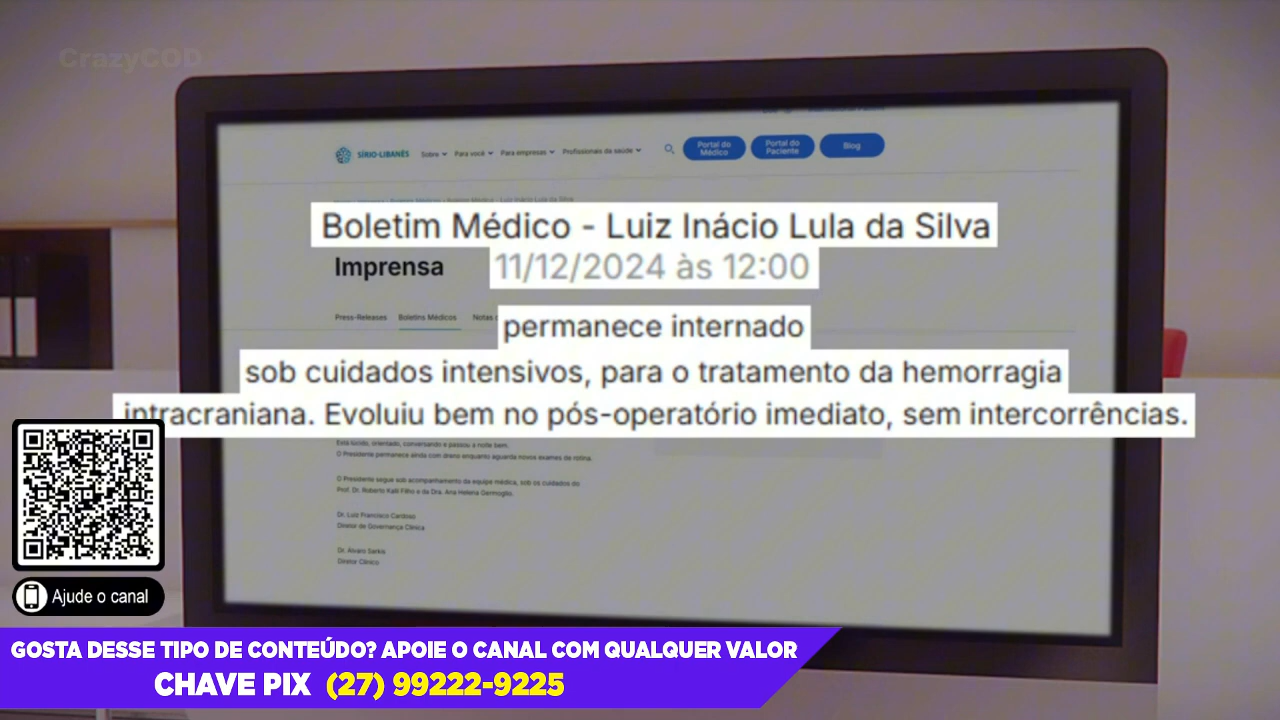 CrazyCOD
SÍRIO-LIBANÊS Sobre Para você Para empresas Profissionais da saúde Portal do Médico Portal do Paciente Blog
Boletim Médico - Luiz Inácio Lula da Silva
Imprensa 11/12/2024 às 12:00
Press-Releases Boletins Médicos Notas
permanece internado
sob cuidados intensivos, para o tratamento da hemorragia
intracraniana. Evoluiu bem no pós-operatório imediato, sem intercorrências.
Está lúcido, orientado, conversando e passou a noite bem.
O Presidente permanece ainda com dreno enquanto aguarda novos exames de rotina.
O Presidente segue sob acompanhamento da equipe médica, sob os cuidados do
Prof. Dr. Roberto Kalil Filho e da Dra. Ana Helena Germoglio.
Dr. Luiz Francisco Cardoso
Diretor de Governança Clínica
Dr. Álvaro Sarkis
Diretor Clínico
Ajude o canal
GOSTA DESSE TIPO DE CONTEÚDO? APOIE O CANAL COM QUALQUER VALOR
CHAVE PIX (27) 99222-9225